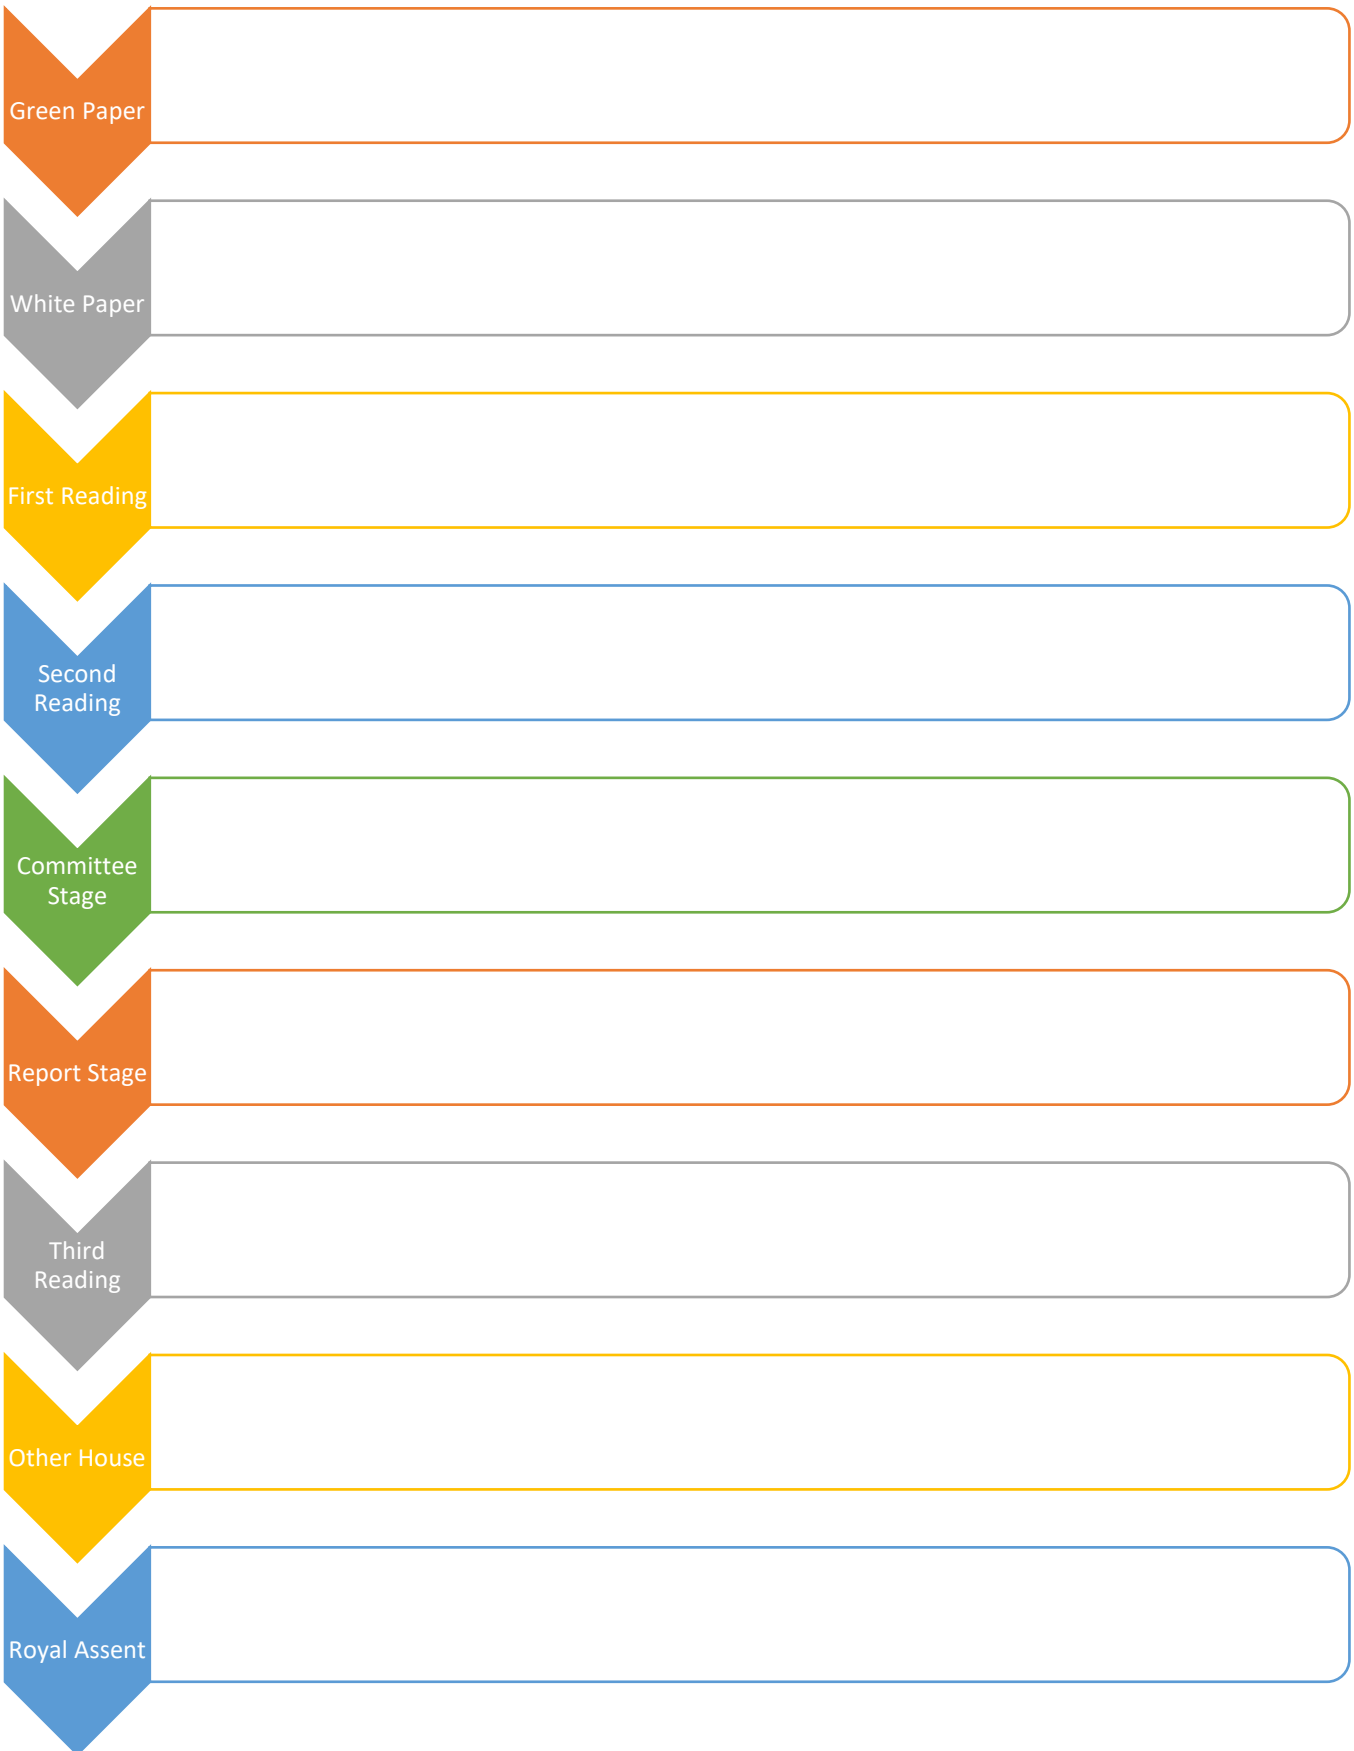 Green Paper
White Paper
First Reading
Second
Reading
Committee
Stage
Report Stage
Third
Reading
Other House
Royal Assent